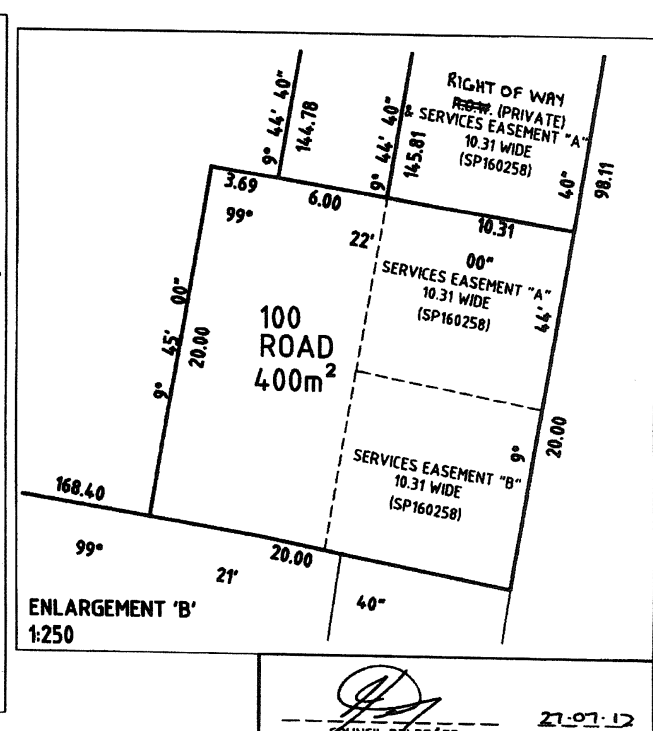 RIGHT OF WAY
R.O.W. (PRIVATE)
& SERVICES EASEMENT "A"
10.31 WIDE
(SP160258)
9° 44' 40"
144.78
9° 44' 40"
145.81
40"
98.11
3.69
6.00
10.31
99°
22'
00"
SERVICES EASEMENT "A"
10.31 WIDE
(SP160258)
44'
100
ROAD
400m²
9° 45' 00"
20.00
9°
20.00
SERVICES EASEMENT "B"
10.31 WIDE
(SP160258)
168.40
99°
20.00
21'
40"
ENLARGEMENT 'B'
1:250
27-07-12